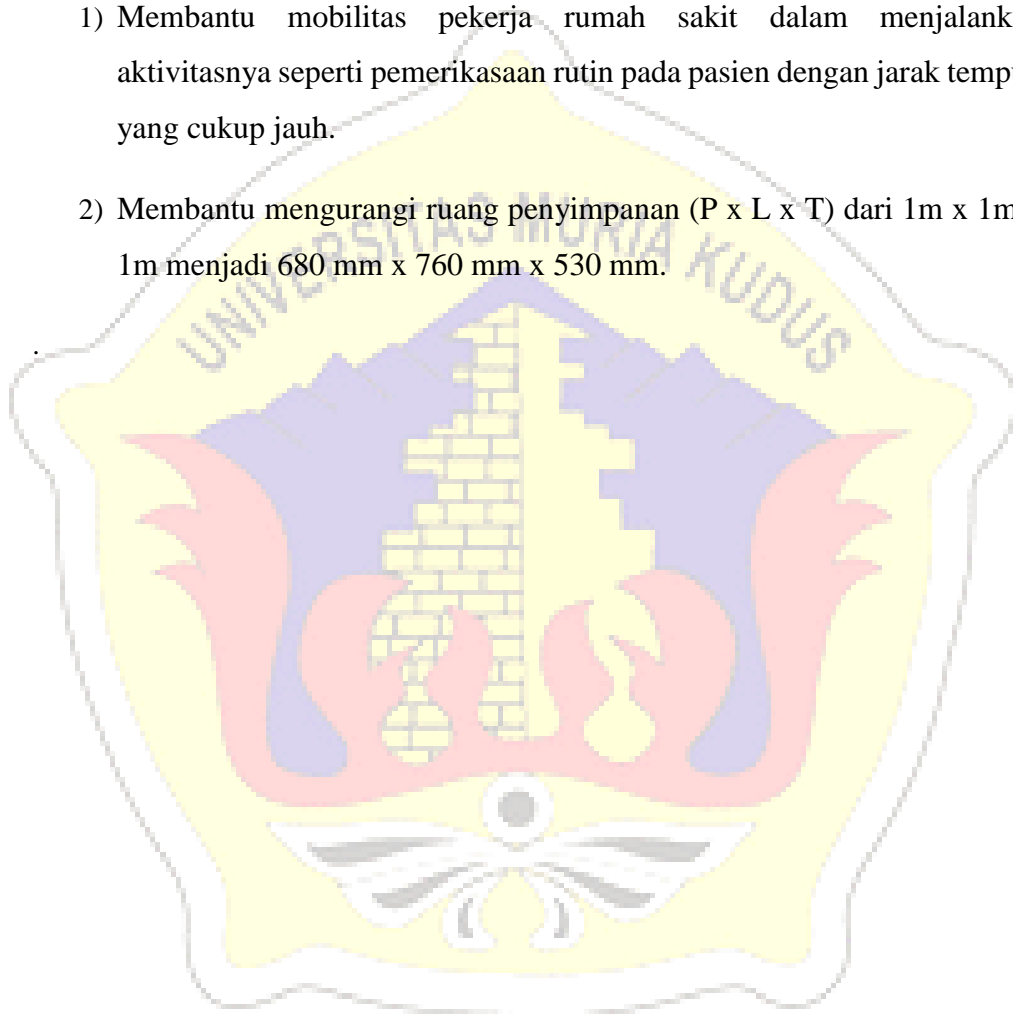 1) Membantu mobilitas pekerja rumah sakit dalam menjalank
aktivitasnya seperti pemerikasaan rutin pada pasien dengan jarak temp
yang cukup jauh.
2) Membantu mengurangi ruang penyimpanan (P x L x T) dari 1m x 1m
1m menjadi 680 mm x 760 mm x 530 mm.
UNIVERSITAS MURIA KUDUS
.